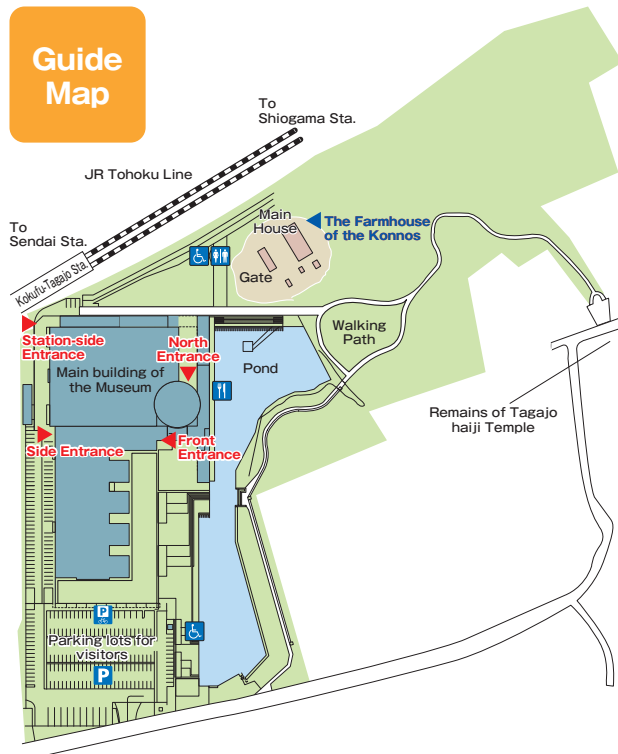 Guide
Map
To
Shiogama Sta.
JR Tohoku Line
To
Sendai Sta.
Kokufu-Tagajo Sta.
Main
House
The Farmhouse
of the Konnos
Gate
Station-side
Entrance
North
Entrance
Walking
Path
Main building of
the Museum
Pond
Remains of Tagajo
haiji Temple
Side Entrance
Front
Entrance
P
Parking lots for
visitors
P